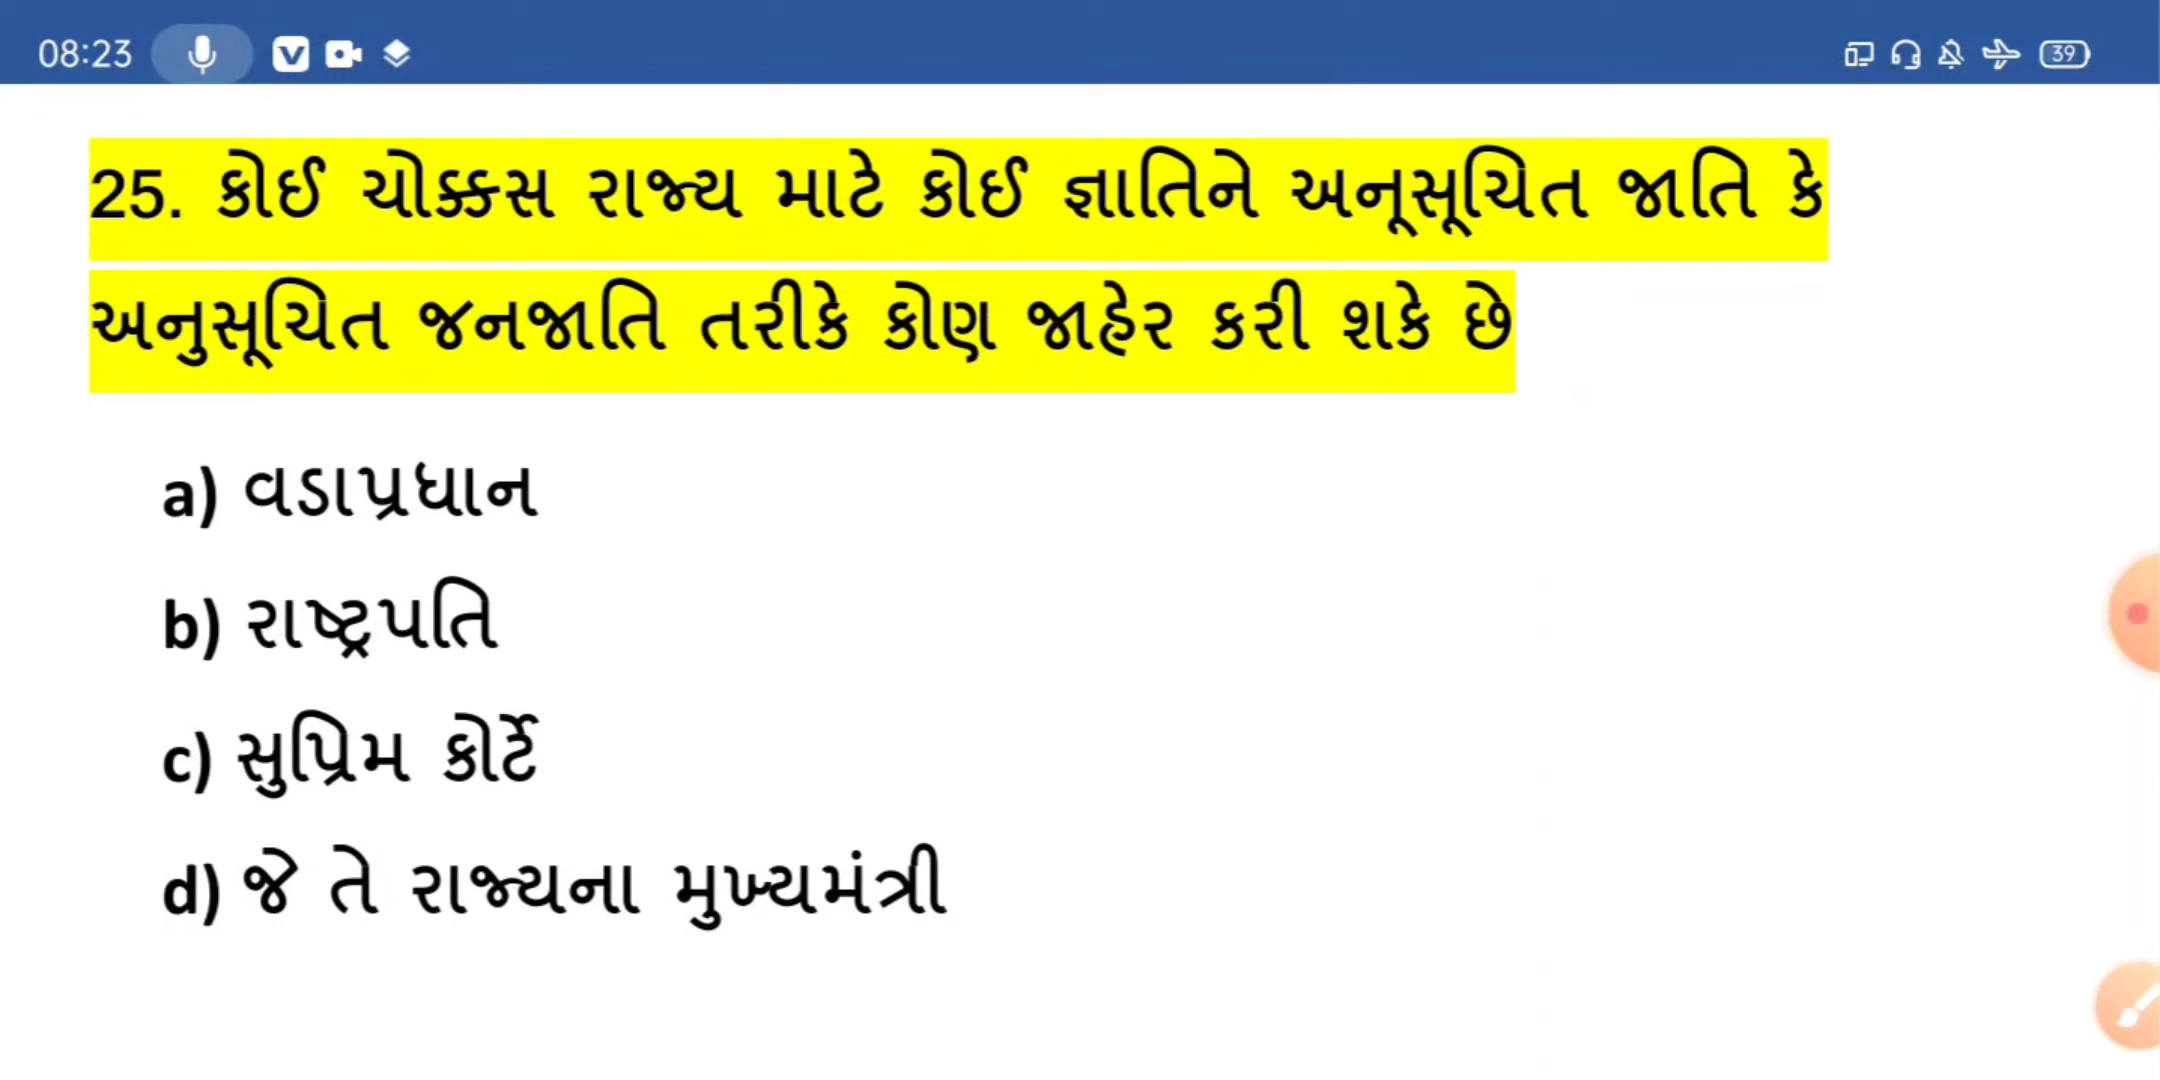 08:23
39
25. કોઈ ચોક્કસ રાજ્ય માટે કોઈ જ્ઞાતિને અનૂસૂચિત જાતિ કે
અનુસૂચિત જનજાતિ તરીકે કોણ જાહેર કરી શકે છે
a) વડાપ્રધાન
b) રાષ્ટ્રપતિ
c) સુપ્રિમ કોર્ટે
d) જે તે રાજ્યના મુખ્યમંત્રી